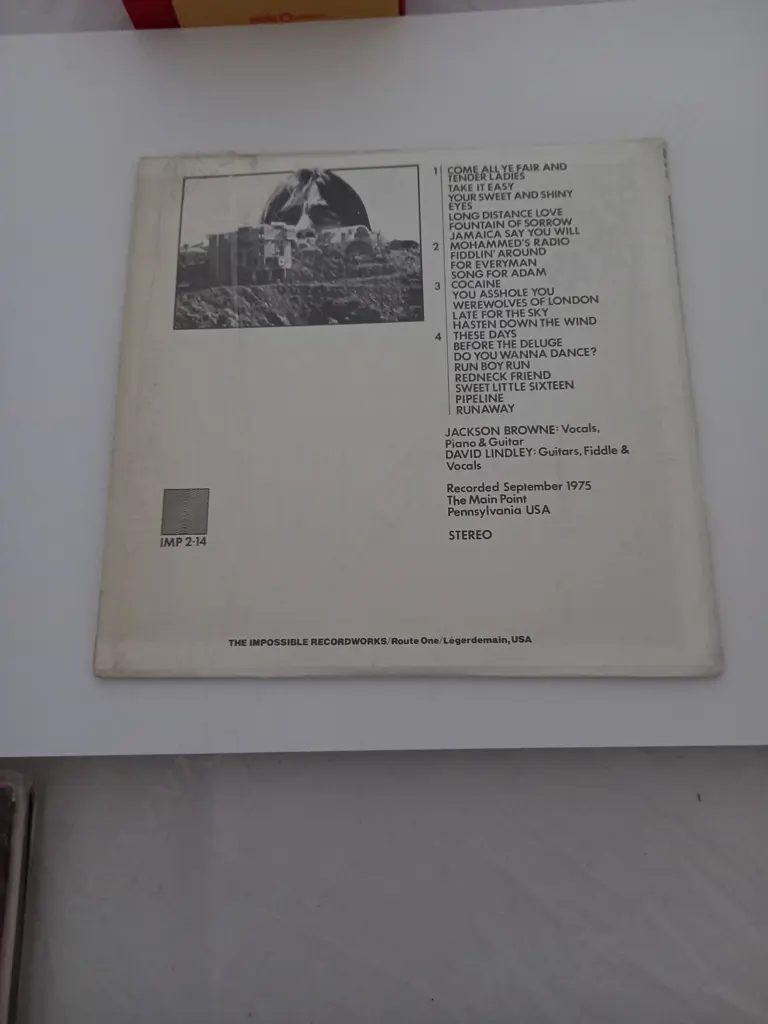 1 COME ALL YE FAIR AND
TENDER LADIES
TAKE IT EASY
YOUR SWEET AND SHINY
EYES
LONG DISTANCE LOVE
FOUNTAIN OF SORROW
JAMAICA SAY YOU WILL
2 MOHAMMED'S RADIO
FIDDLIN' AROUND
FOR EVERYMAN
SONG FOR ADAM
3 COCAINE
YOU ASSHOLE YOU
WEREWOLVES OF LONDON
LATE FOR THE SKY
HASTEN DOWN THE WIND
4 THESE DAYS
BEFORE THE DELUGE
DO YOU WANNA DANCE?
RUN BOY RUN
REDNECK FRIEND
SWEET LITTLE SIXTEEN
PIPELINE
RUNAWAY
JACKSON BROWNE: Vocals,
Piano & Guitar
DAVID LINDLEY: Guitars, Fiddle &
Vocals
Recorded September 1975
The Main Point
Pennsylvania USA
STEREO
IMP 2-14
THE IMPOSSIBLE RECORDWORKS/Route One/Légerdemain, USA